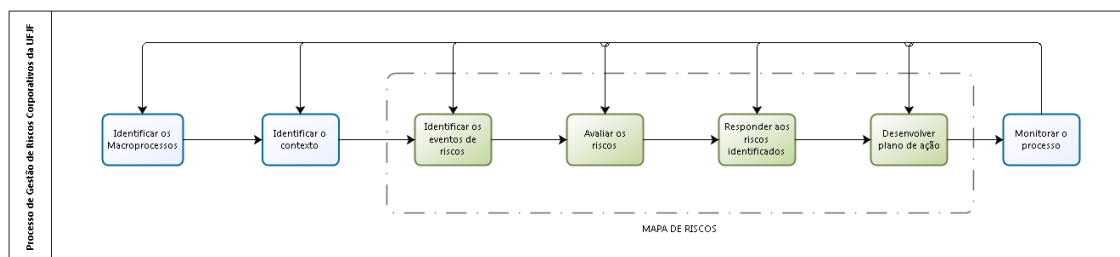 Processo de Gestão de Riscos Corporativos da UFJF
Identificar os
Macroprocessos
Identificar o
contexto
Identificar os
eventos de
riscos
Avaliar os
riscos
Responder aos
riscos
identificados
Desenvolver
plano de ação
Monitorar o
processo
MAPA DE RISCOS